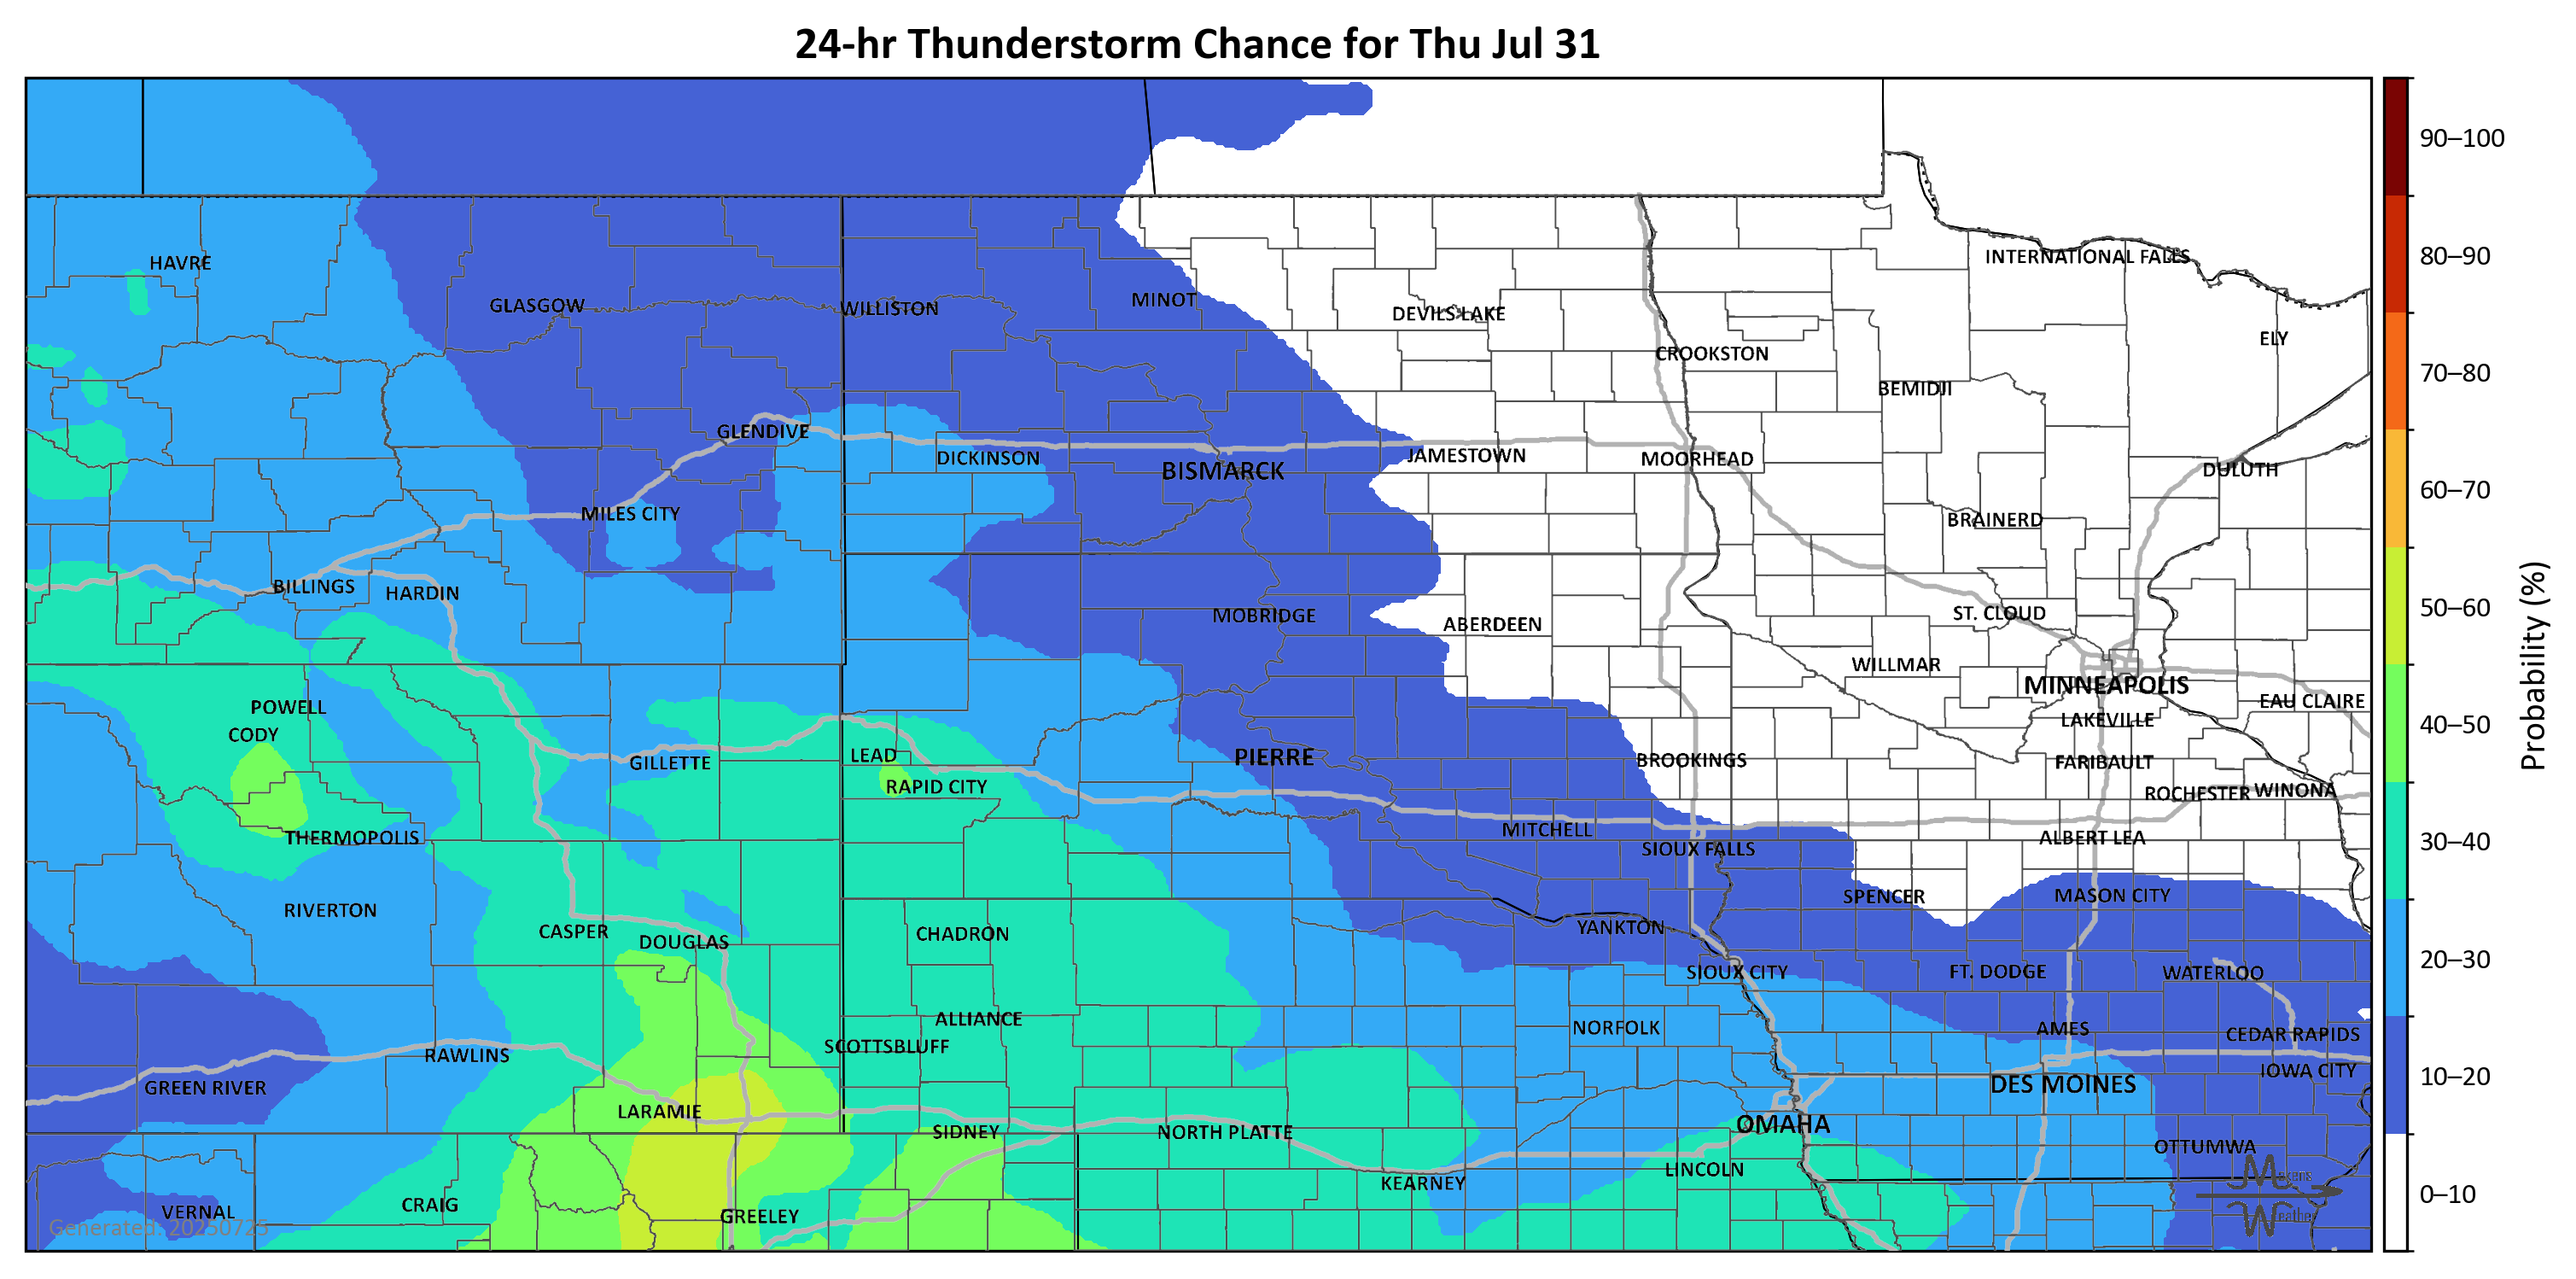 24-hr Thunderstorm Chance for Thu Jul 31
90–100
80–90
70–80
60–70
50–60
40–50
30–40
20–30
10–20
0–10
Probability (%)
INTERNATIONAL FALLS
HAVRE
GLASGOW
WILLISTON
MINOT
DEVILS LAKE
ELY
CROOKSTON
BEMIDJI
GLENDIVE
DICKINSON
BISMARCK
JAMESTOWN
MOORHEAD
DULUTH
MILES CITY
BRAINERD
BILLINGS
HARDIN
MOBRIDGE
ABERDEEN
ST. CLOUD
WILLMAR
MINNEAPOLIS
EAU CLAIRE
POWELL
LAKEVILLE
CODY
GILLETTE
LEAD
PIERRE
BROOKINGS
FARIBAULT
RAPID CITY
ROCHESTER
WINONA
THERMOPOLIS
MITCHELL
ALBERT LEA
SIOUX FALLS
SPENCER
MASON CITY
RIVERTON
CASPER
DOUGLAS
CHADRON
YANKTON
SIOUX CITY
FT. DODGE
WATERLOO
ALLIANCE
NORFOLK
AMES
CEDAR RAPIDS
RAWLINS
SCOTTSBLUFF
IOWA CITY
GREEN RIVER
DES MOINES
LARAMIE
SIDNEY
NORTH PLATTE
OMAHA
OTTUMWA
LINCOLN
KEARNEY
VERNAL
CRAIG
GREELEY
Generated: 20250725
Makens
Weather